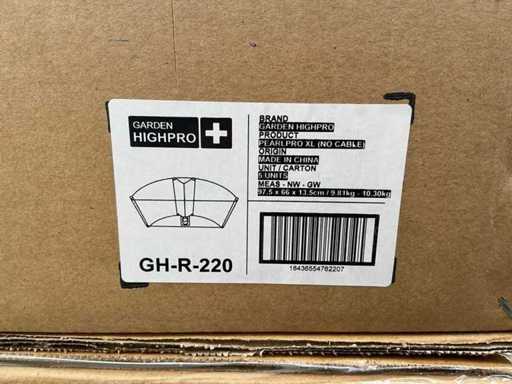 GARDEN
HIGHPRO
BRAND
GARDEN HIGHPRO
PRODUCT
PEARLPRO XL (NO CABLE)
ORIGIN
MADE IN CHINA
UNIT / CARTON
5 UNITS
MEAS - NW - GW
97.5 x 66 x 13.5cm / 9.81kg - 10.30kg
GH-R-220
18436554762207